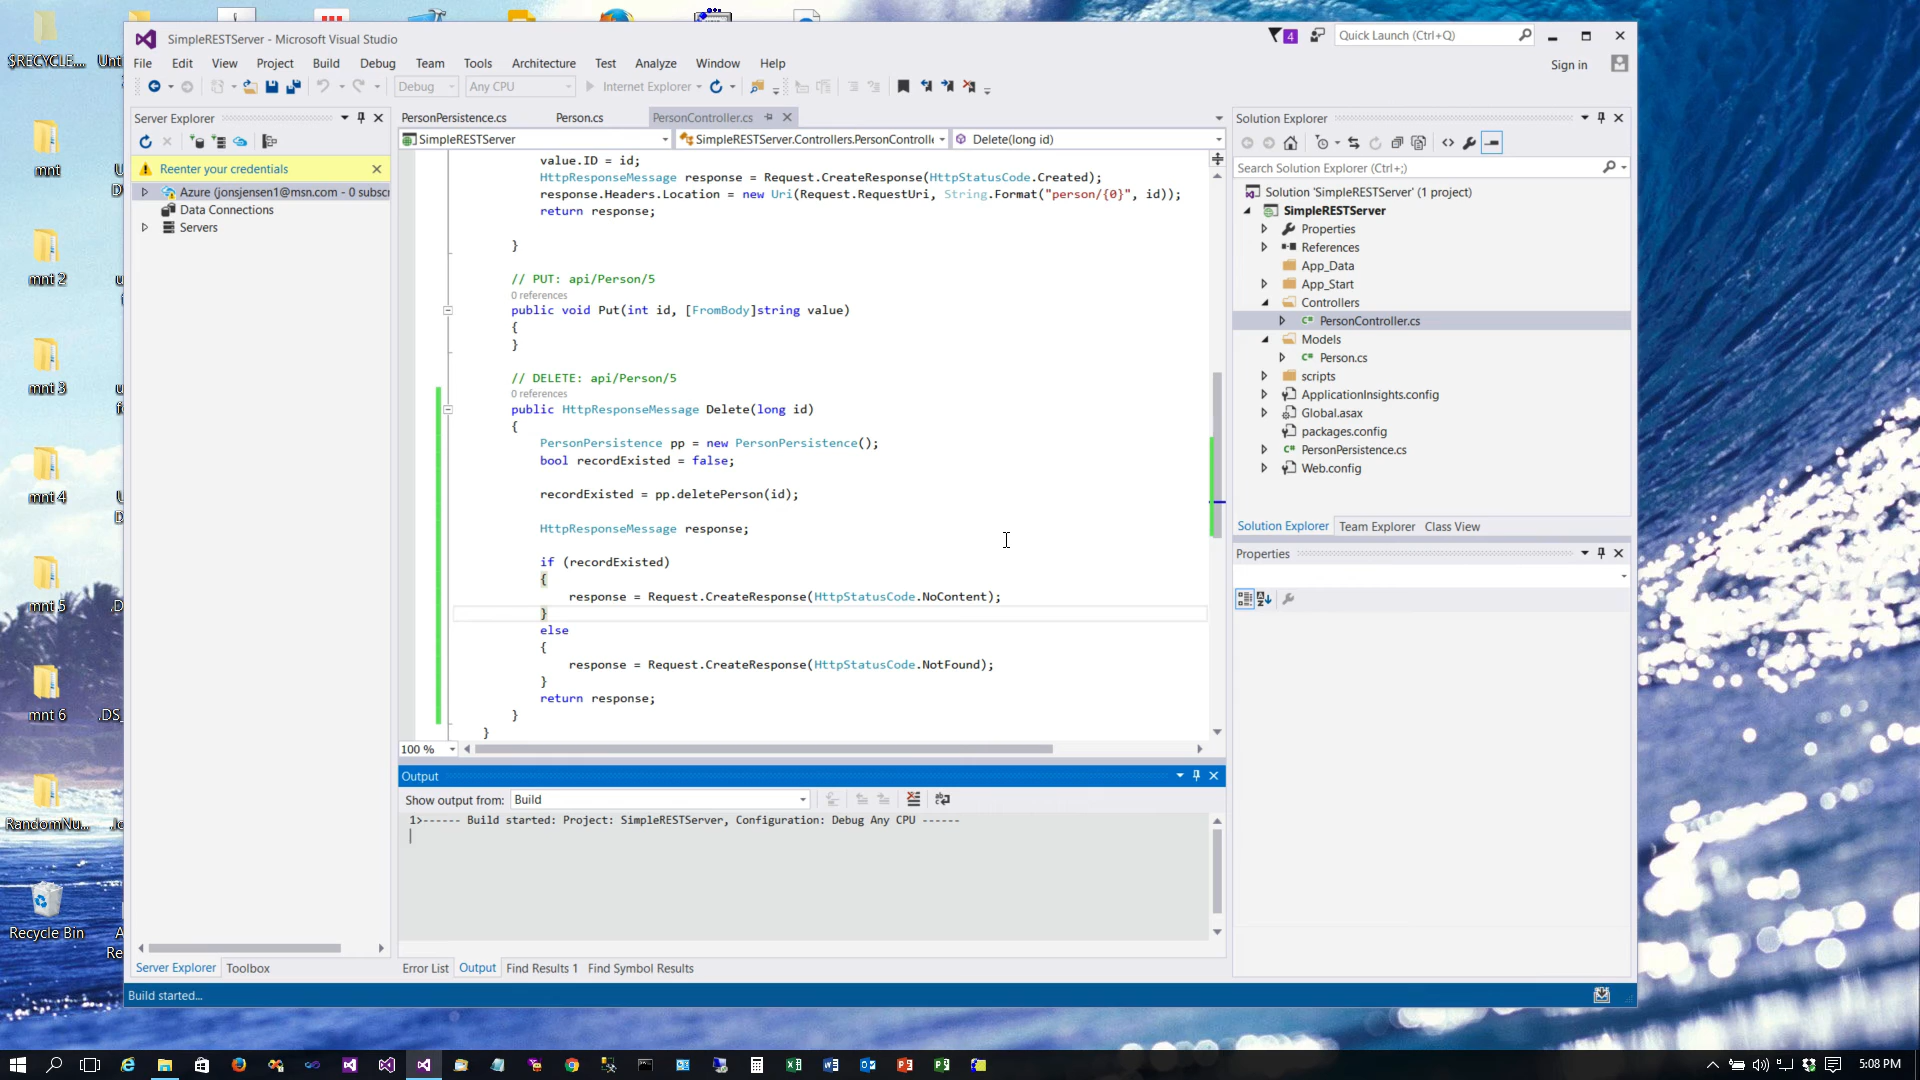 $RECYCLE....
Unt
mnt
mnt 2
mnt 3
mnt 4
mnt 5
mnt 6
.DS_
RandomNu...
Recycle Bin
Re
SimpleRESTServer - Microsoft Visual Studio
4
Quick Launch (Ctrl+Q)
File Edit View Project Build Debug Team Tools Architecture Test Analyze Window Help
Sign in
Debug
Any CPU
Internet Explorer
Server Explorer
Reenter your credentials
Azure (jonsjensen1@msn.com - 0 subscr
Data Connections
Servers
Server Explorer
Toolbox
PersonPersistence.cs
Person.cs
PersonController.cs
SimpleRESTServer
SimpleRESTServer.Controllers.PersonControlle
Delete(long id)
value.ID = id;
HttpResponseMessage response = Request.CreateResponse(HttpStatusCode.Created);
response.Headers.Location = new Uri(Request.RequestUri, String.Format("person/{0}", id));
return response;
}
// PUT: api/Person/5
0 references
public void Put(int id, [FromBody]string value)
{
}
// DELETE: api/Person/5
0 references
public HttpResponseMessage Delete(long id)
{
PersonPersistence pp = new PersonPersistence();
bool recordExisted = false;
recordExisted = pp.deletePerson(id);
HttpResponseMessage response;
if (recordExisted)
{
response = Request.CreateResponse(HttpStatusCode.NoContent);
}
else
{
response = Request.CreateResponse(HttpStatusCode.NotFound);
}
return response;
}
}
100 %
Output
Show output from: Build
1>------ Build started: Project: SimpleRESTServer, Configuration: Debug Any CPU ------
Error List Output Find Results 1 Find Symbol Results
Solution Explorer
Search Solution Explorer (Ctrl+;)
Solution 'SimpleRESTServer' (1 project)
SimpleRESTServer
Properties
References
App_Data
App_Start
Controllers
PersonController.cs
Models
Person.cs
scripts
ApplicationInsights.config
Global.asax
packages.config
PersonPersistence.cs
Web.config
Solution Explorer Team Explorer Class View
Properties
Build started...
5:08 PM